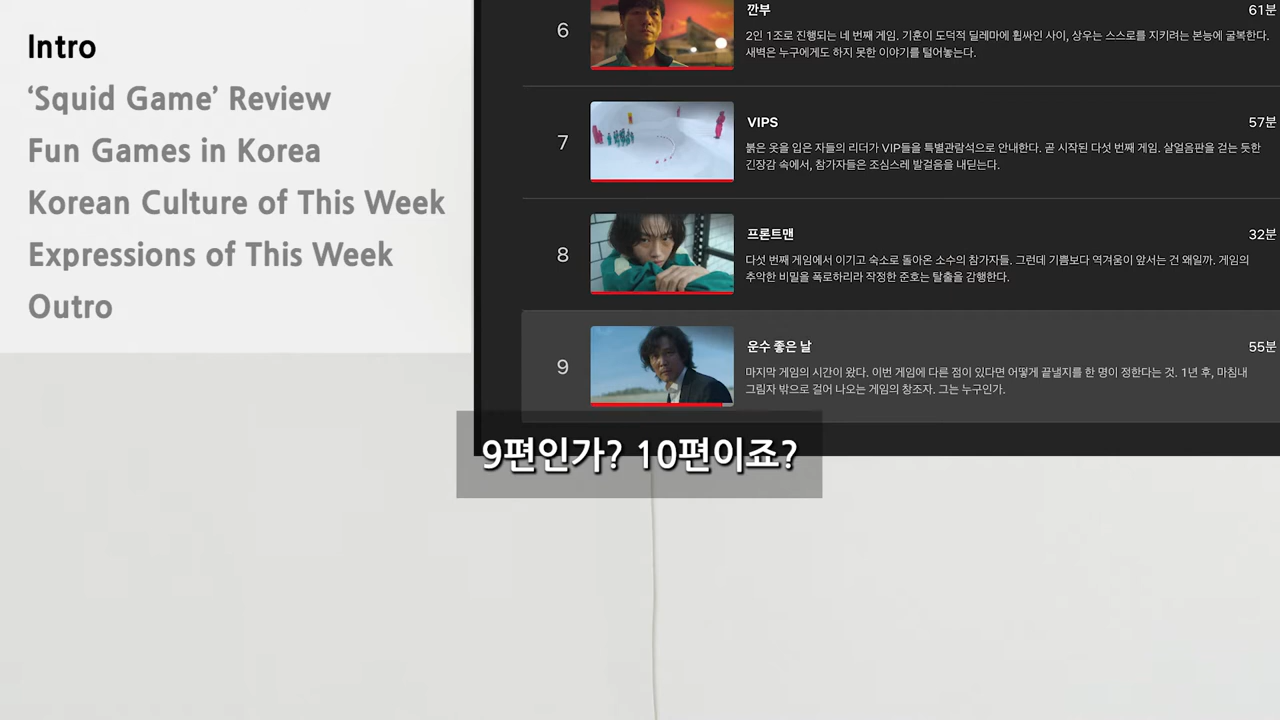 Intro
‘Squid Game’ Review
Fun Games in Korea
Korean Culture of This Week
Expressions of This Week
Outro
6
깐부
61분
2인 1조로 진행되는 네 번째 게임. 기훈이 도덕적 딜레마에 휩싸인 사이, 상우는 스스로를 지키려는 본능에 굴복한다.
새벽은 누구에게도 하지 못한 이야기를 털어놓는다.
7
VIPS
57분
붉은 옷을 입은 자들의 리더가 VIP들을 특별관람석으로 안내한다. 곧 시작된 다섯 번째 게임. 살얼음판을 걷는 듯한
긴장감 속에서, 참가자들은 조심스레 발걸음을 내딛는다.
8
프론트맨
32분
다섯 번째 게임에서 이기고 숙소로 돌아온 소수의 참가자들. 그런데 기쁨보다 역겨움이 앞서는 건 왜일까. 게임의
추악한 비밀을 폭로하리라 작정한 준호는 탈출을 감행한다.
9
운수 좋은 날
55분
마지막 게임의 시간이 왔다. 이번 게임에 다른 점이 있다면 어떻게 끝낼지를 한 명이 정한다는 것. 1년 후, 마침내
그림자 밖으로 걸어 나오는 게임의 창조자. 그는 누구인가.
9편인가? 10편이죠?